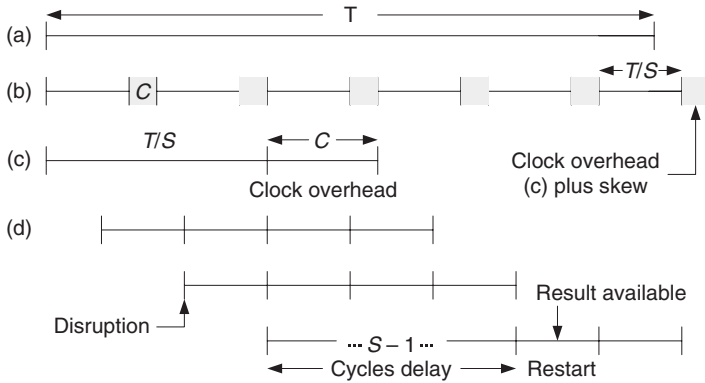 T
(a)
T/S
(b)
C
T/S
C
(c)
Clock overhead
Clock overhead
(c) plus skew
(d)
Result available
Disruption
··· S – 1 ···
Cycles delay
Restart